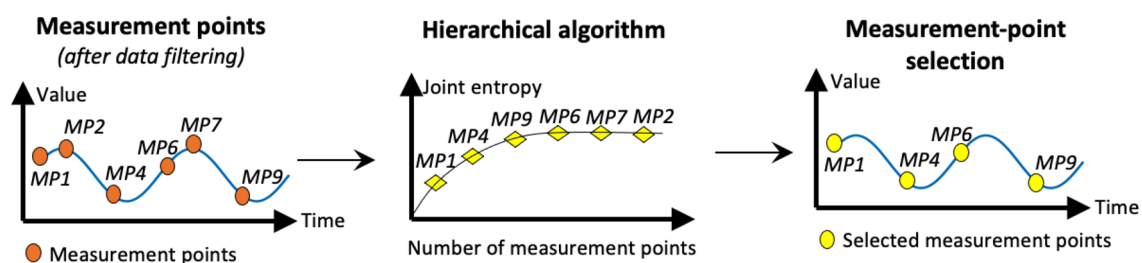 Measurement points
(after data filtering)
Value
MP1
MP2
MP4
MP6
MP7
MP9
Time
Measurement points
Hierarchical algorithm
Joint entropy
MP1
MP4
MP9
MP6
MP7
MP2
Number of measurement points
Measurement-point
selection
Value
MP1
MP4
MP6
MP9
Time
Selected measurement points